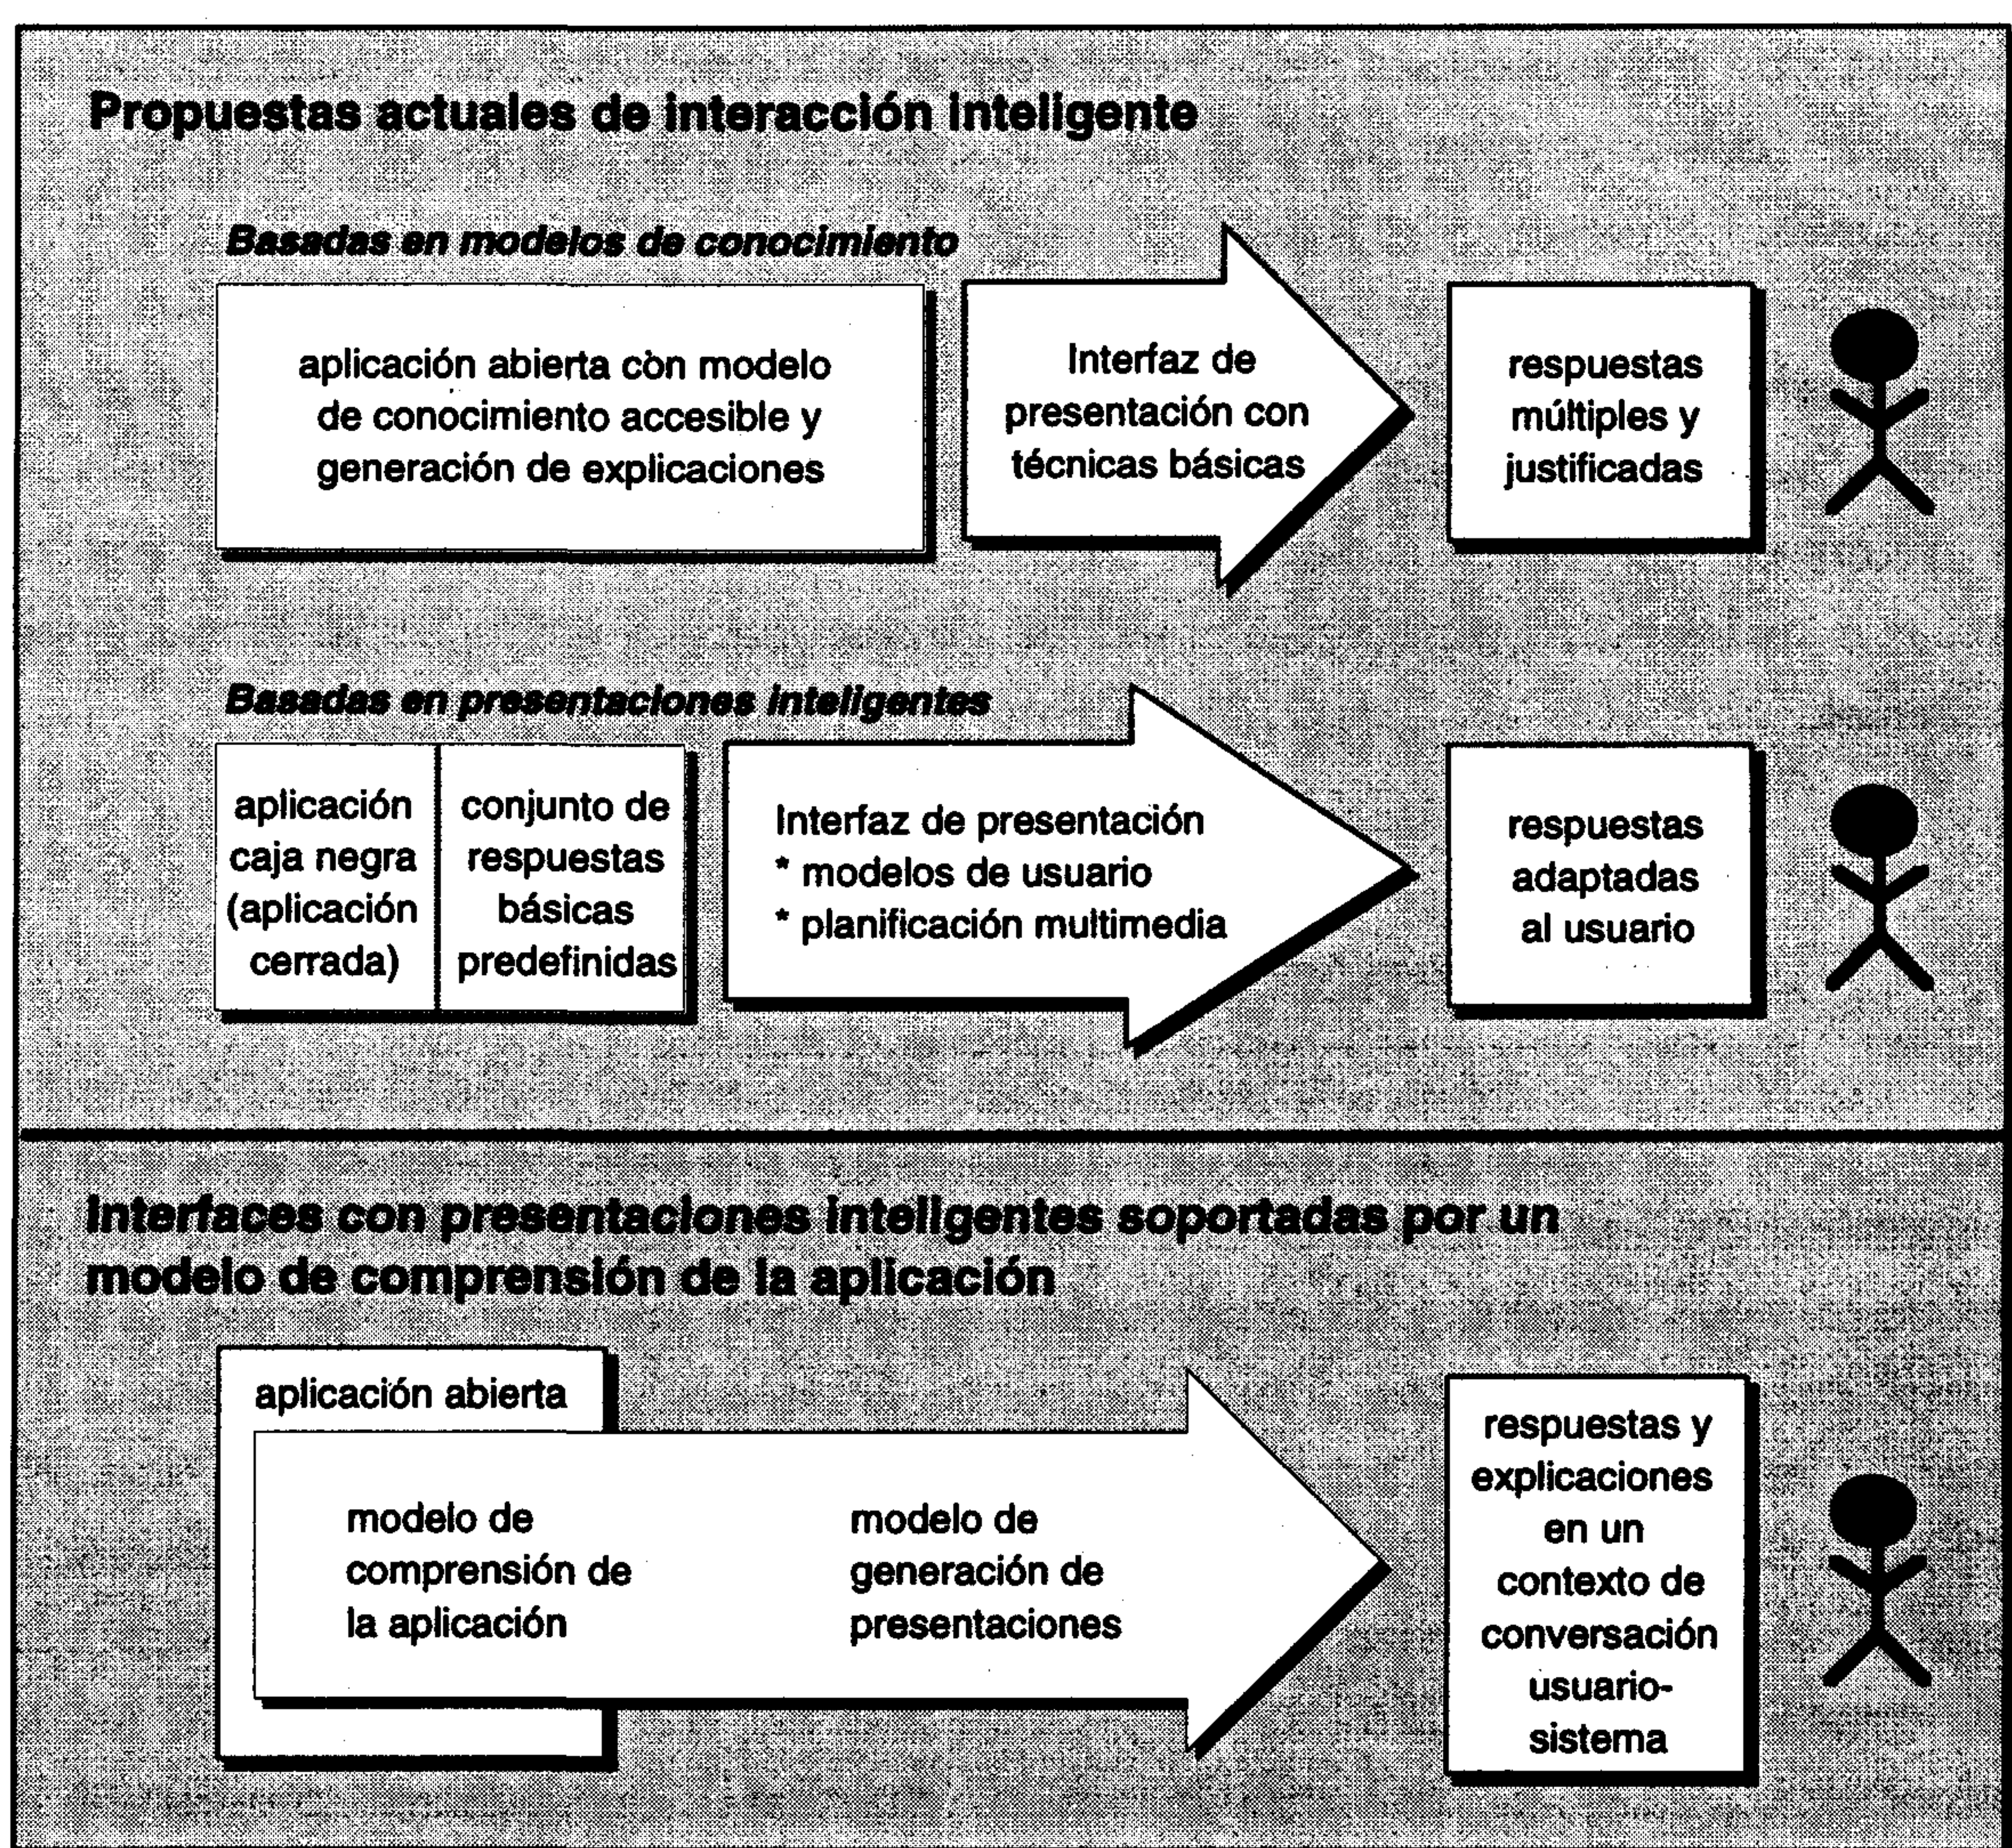 Propuestas actuales de interacción inteligente
Basadas en modelos de conocimiento
aplicación abierta con modelo
de conocimiento accesible y
generación de explicaciones
Interfaz de
presentación con
técnicas básicas
respuestas
múltiples y
justificadas
Basadas en presentaciones inteligentes
aplicación
caja negra
(aplicación
cerrada)
conjunto de
respuestas
básicas
predefinidas
Interfaz de presentación
* modelos de usuario
* planificación multimedia
respuestas
adaptadas
al usuario
Interfaces con presentaciones inteligentes soportadas por un
modelo de comprensión de la aplicación
aplicación abierta
modelo de
comprensión de
la aplicación
modelo de
generación de
presentaciones
respuestas y
explicaciones
en un
contexto de
conversación
usuario-
sistema